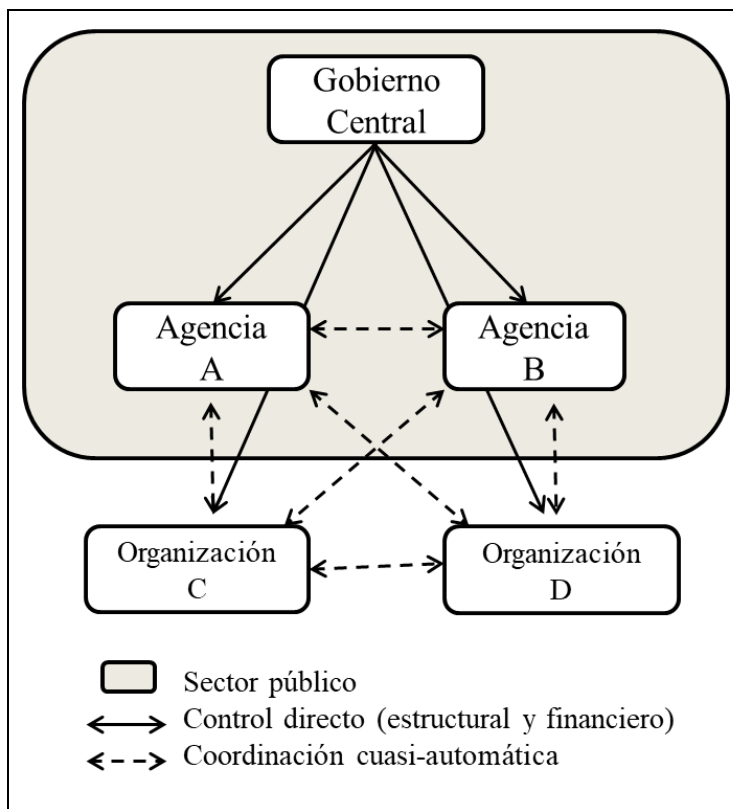 Gobierno
Central
Agencia
A
Agencia
B
Organización
C
Organización
D
Sector público
Control directo (estructural y financiero)
Coordinación cuasi-automática